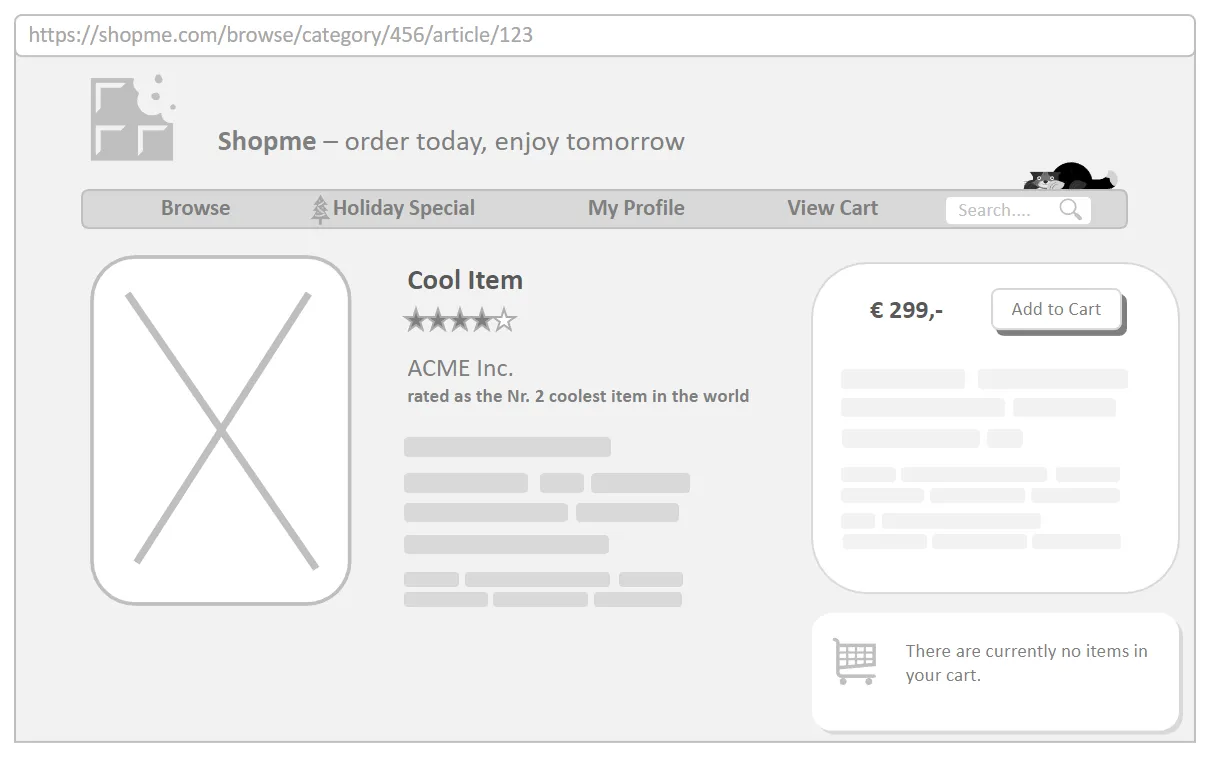 https://shopme.com/browse/category/456/article/123
Shopme – order today, enjoy tomorrow
Browse
Holiday Special
My Profile
View Cart
Search....
Cool Item
ACME Inc.
rated as the Nr. 2 coolest item in the world
€ 299,-
Add to Cart
There are currently no items in
your cart.